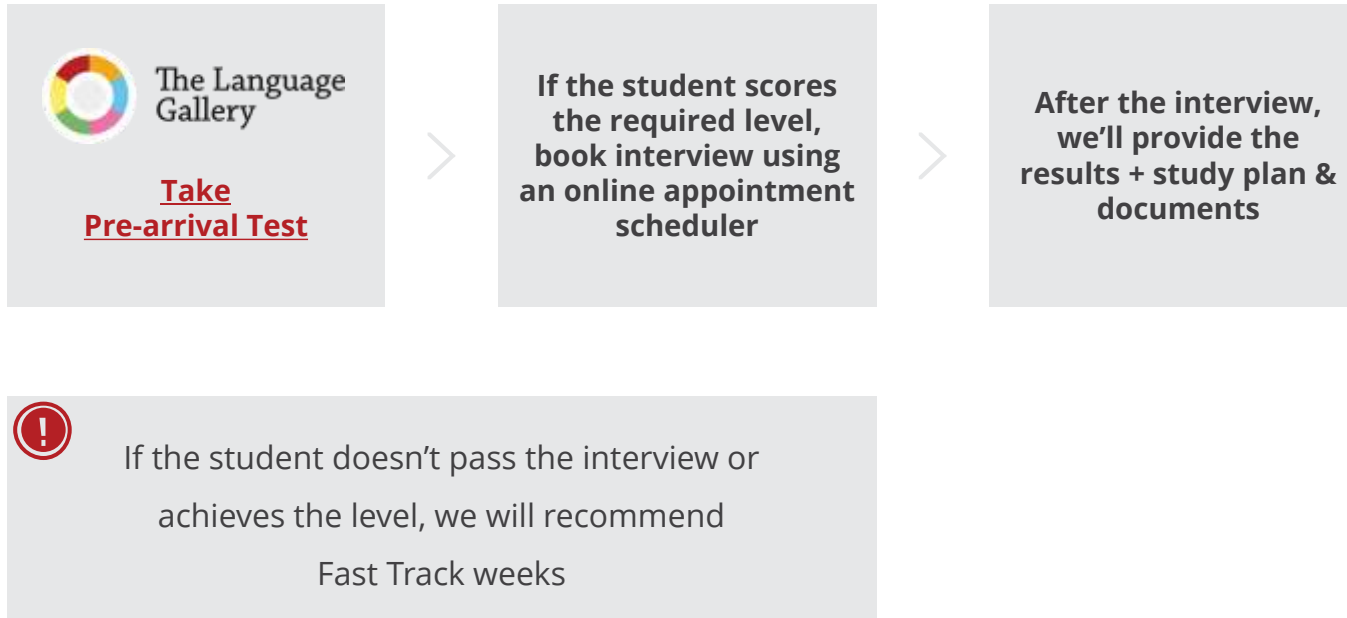 The Language
Gallery
Take
Pre-arrival Test
If the student scores
the required level,
book interview using
an online appointment
scheduler
After the interview,
we’ll provide the
results + study plan &
documents
!
If the student doesn’t pass the interview or
achieves the level, we will recommend
Fast Track weeks